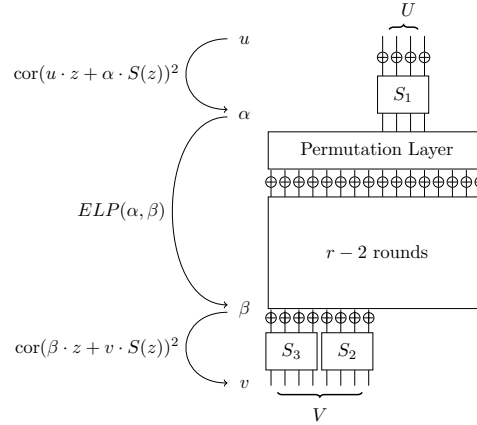 U
u
cor(u · z + α · S(z))²
S₁
α
Permutation Layer
ELP(α, β)
r − 2 rounds
β
cor(β · z + v · S(z))²
S₃ S₂
v
V